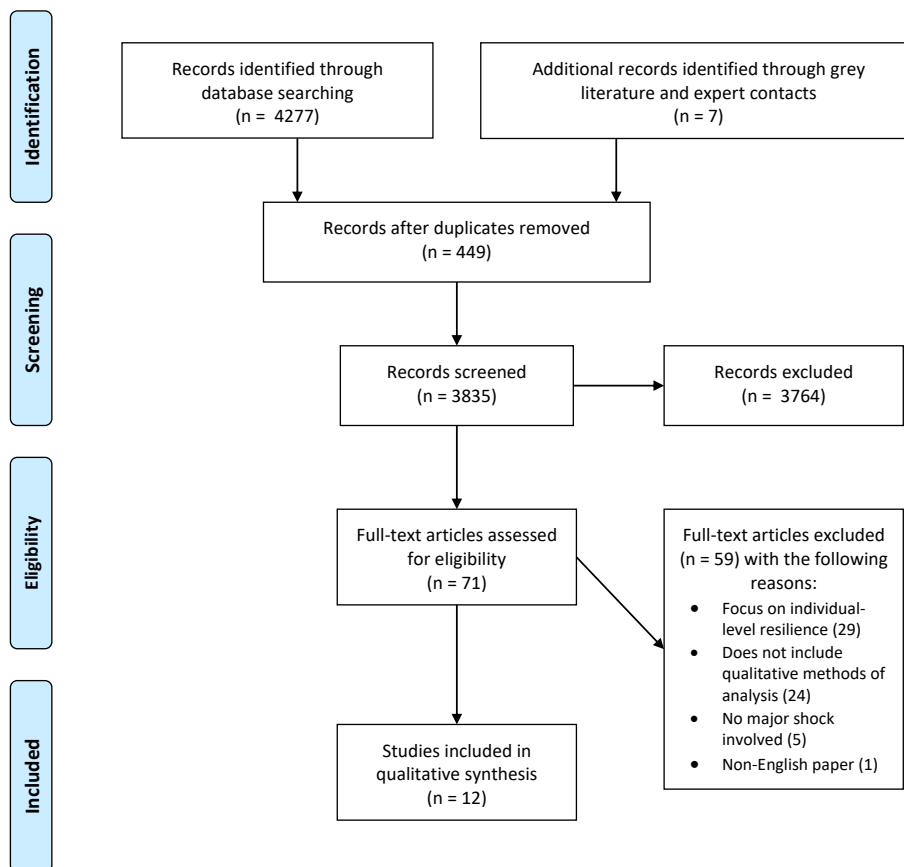 Identification
Records identified through
database searching
(n =  4277)
Additional records identified through grey
literature and expert contacts
(n = 7)
Records after duplicates removed
(n = 449)
Screening
Records screened
(n = 3835)
Records excluded
(n =  3764)
Eligibility
Full-text articles assessed
for eligibility
(n = 71)
Full-text articles excluded
(n = 59) with the following
reasons:
• Focus on individual-
level resilience (29)
• Does not include
qualitative methods of
analysis (24)
• No major shock
involved (5)
• Non-English paper (1)
Included
Studies included in
qualitative synthesis
(n = 12)